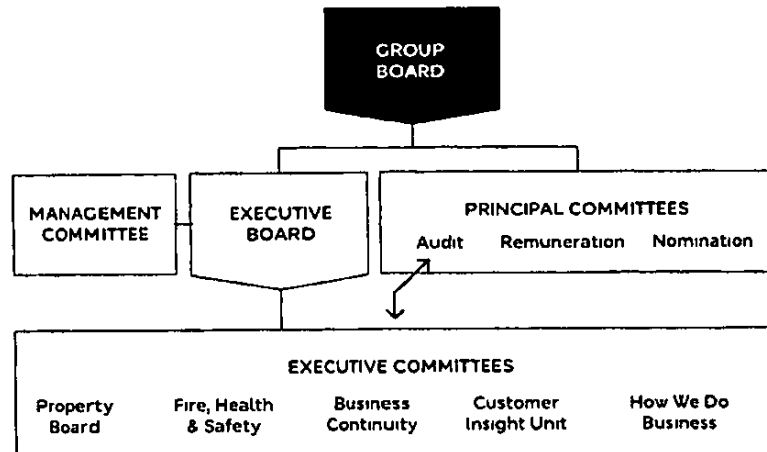 GROUP
BOARD
MANAGEMENT
COMMITTEE
EXECUTIVE
BOARD
PRINCIPAL COMMITTEES
Audit Remuneration Nomination
EXECUTIVE COMMITTEES
Property
Board
Fire, Health
& Safety
Business
Continuity
Customer
Insight Unit
How We Do
Business